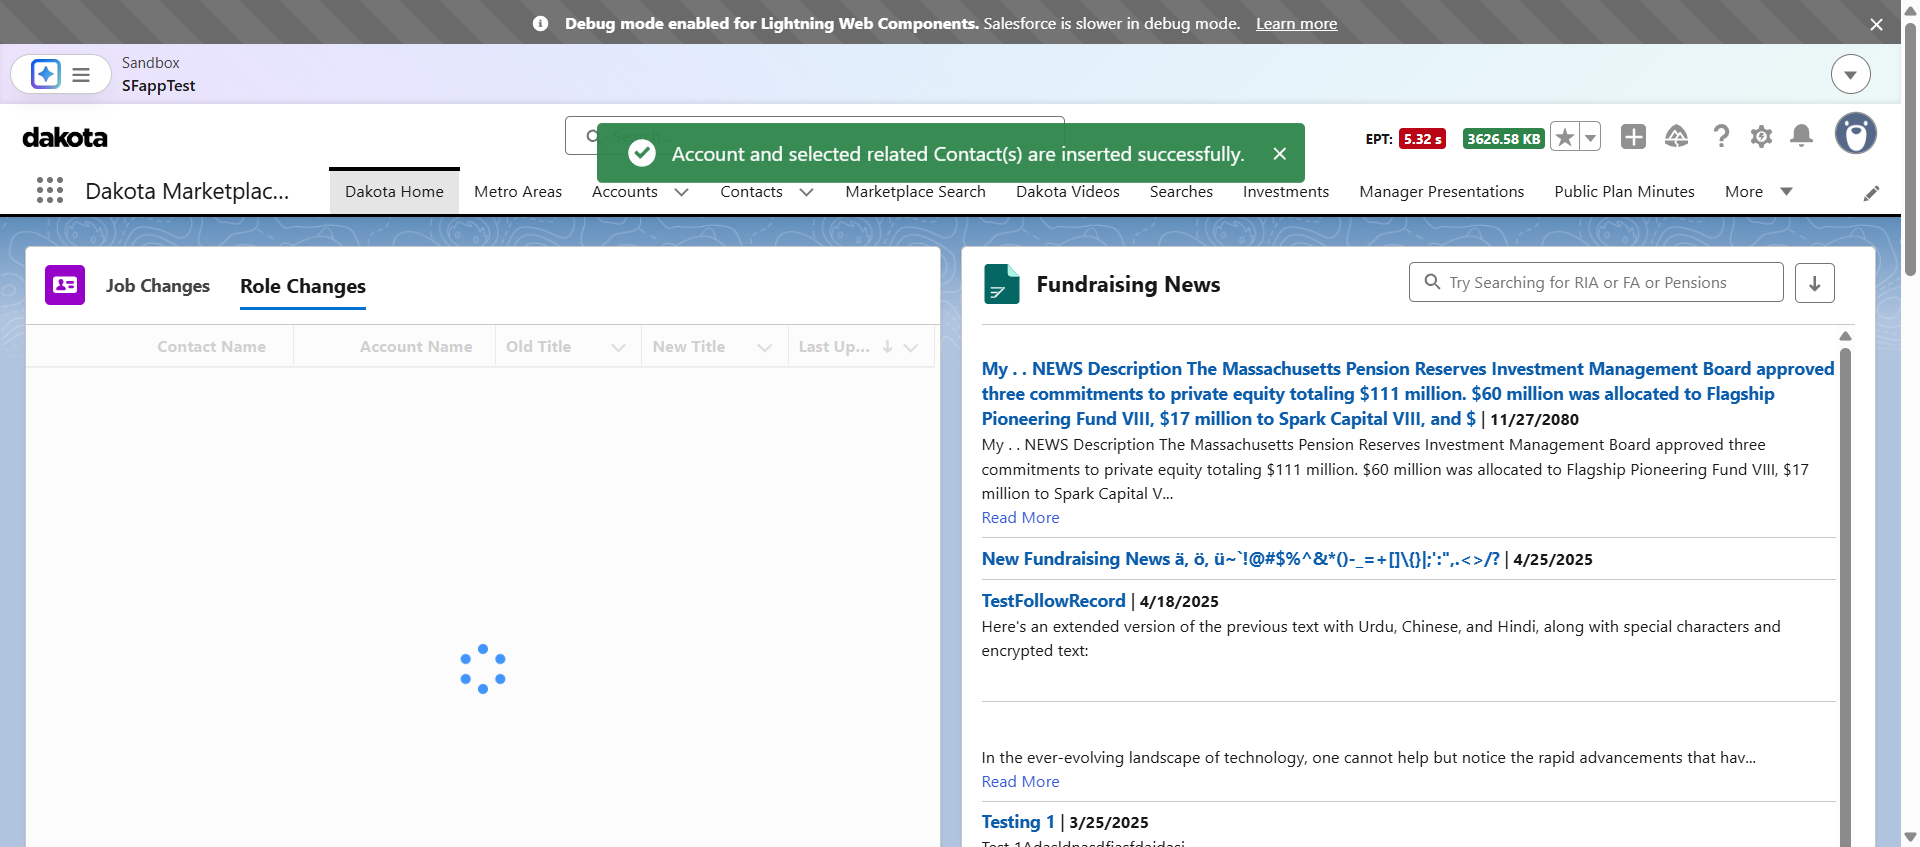 Debug mode enabled for Lightning Web Components. Salesforce is slower in debug mode. Learn more
Sandbox
SFappTest
dakota
Account and selected related Contact(s) are inserted successfully.
EPT: 5.32 s 3626.58 KB
Dakota Marketplac...
Dakota Home
Metro Areas
Accounts
Contacts
Marketplace Search
Dakota Videos
Searches
Investments
Manager Presentations
Public Plan Minutes
More
Job Changes
Role Changes
Contact Name
Account Name
Old Title
New Title
Last Up...
Fundraising News
Try Searching for RIA or FA or Pensions
My . . NEWS Description The Massachusetts Pension Reserves Investment Management Board approved
three commitments to private equity totaling $111 million. $60 million was allocated to Flagship
Pioneering Fund VIII, $17 million to Spark Capital VIII, and $ | 11/27/2080
My . . NEWS Description The Massachusetts Pension Reserves Investment Management Board approved three
commitments to private equity totaling $111 million. $60 million was allocated to Flagship Pioneering Fund VIII, $17
million to Spark Capital V...
Read More
New Fundraising News ä, ö, ü~`!@#$%^&*()-_=+[]\{}|;':",.<>/? | 4/25/2025
TestFollowRecord | 4/18/2025
Here's an extended version of the previous text with Urdu, Chinese, and Hindi, along with special characters and
encrypted text:
In the ever-evolving landscape of technology, one cannot help but notice the rapid advancements that hav...
Read More
Testing 1 | 3/25/2025